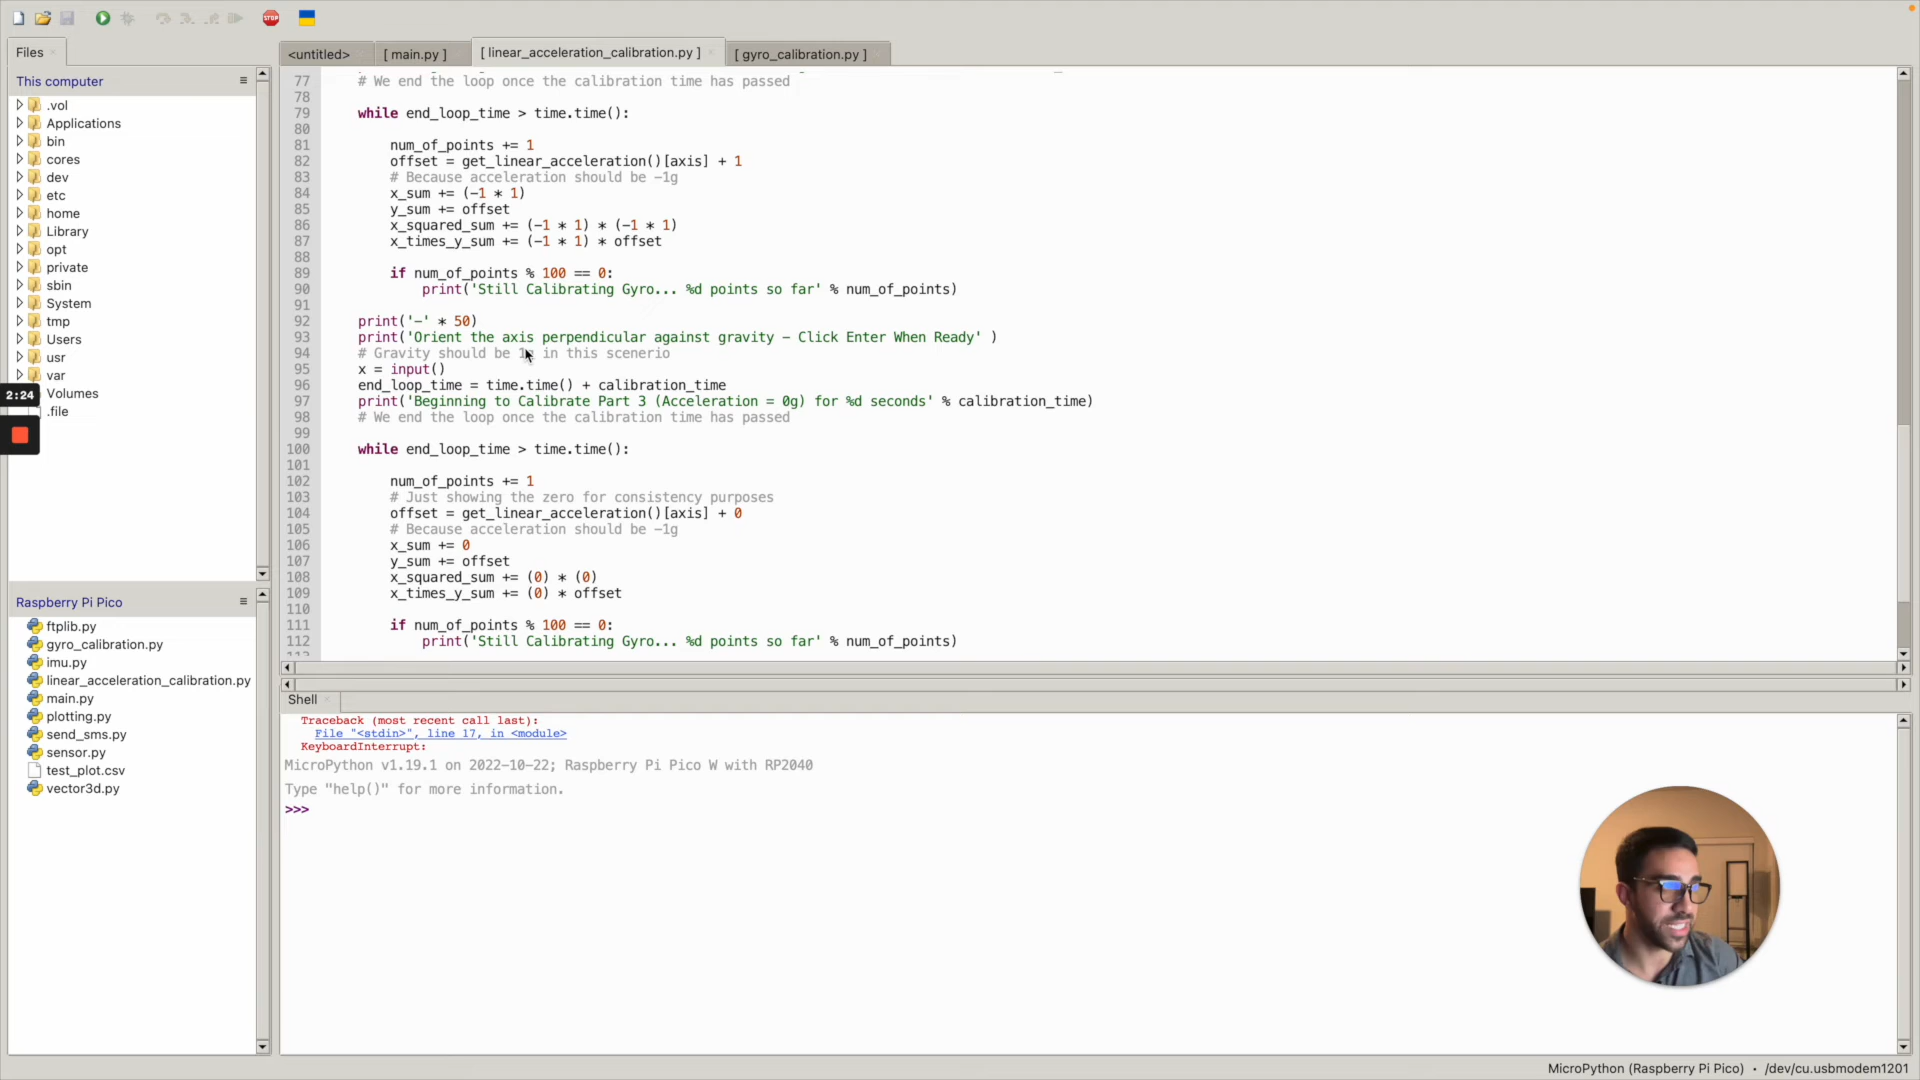 STOP
Files
This computer
.vol
Applications
bin
cores
dev
etc
home
Library
opt
private
sbin
System
tmp
Users
usr
var
2:24
Volumes
.file
Raspberry Pi Pico
ftplib.py
gyro_calibration.py
imu.py
linear_acceleration_calibration.py
main.py
plotting.py
send_sms.py
sensor.py
test_plot.csv
vector3d.py
<untitled>
[ main.py ]
[ linear_acceleration_calibration.py ]
[ gyro_calibration.py ]
77 # We end the loop once the calibration time has passed
78
79 while end_loop_time > time.time():
80
81 num_of_points += 1
82 offset = get_linear_acceleration()[axis] + 1
83 # Because acceleration should be -1g
84 x_sum += (-1 * 1)
85 y_sum += offset
86 x_squared_sum += (-1 * 1) * (-1 * 1)
87 x_times_y_sum += (-1 * 1) * offset
88
89 if num_of_points % 100 == 0:
90 print('Still Calibrating Gyro... %d points so far' % num_of_points)
91
92 print('-' * 50)
93 print('Orient the axis perpendicular against gravity - Click Enter When Ready' )
94 # Gravity should be 1g in this scenerio
95 x = input()
96 end_loop_time = time.time() + calibration_time
97 print('Beginning to Calibrate Part 3 (Acceleration = 0g) for %d seconds' % calibration_time)
98 # We end the loop once the calibration time has passed
99
100 while end_loop_time > time.time():
101
102 num_of_points += 1
103 # Just showing the zero for consistency purposes
104 offset = get_linear_acceleration()[axis] + 0
105 # Because acceleration should be -1g
106 x_sum += 0
107 y_sum += offset
108 x_squared_sum += (0) * (0)
109 x_times_y_sum += (0) * offset
110
111 if num_of_points % 100 == 0:
112 print('Still Calibrating Gyro... %d points so far' % num_of_points)
Shell
Traceback (most recent call last):
File "<stdin>", line 17, in <module>
KeyboardInterrupt:
MicroPython v1.19.1 on 2022-10-22; Raspberry Pi Pico W with RP2040
Type "help()" for more information.
>>>
MicroPython (Raspberry Pi Pico) • /dev/cu.usbmodem1201